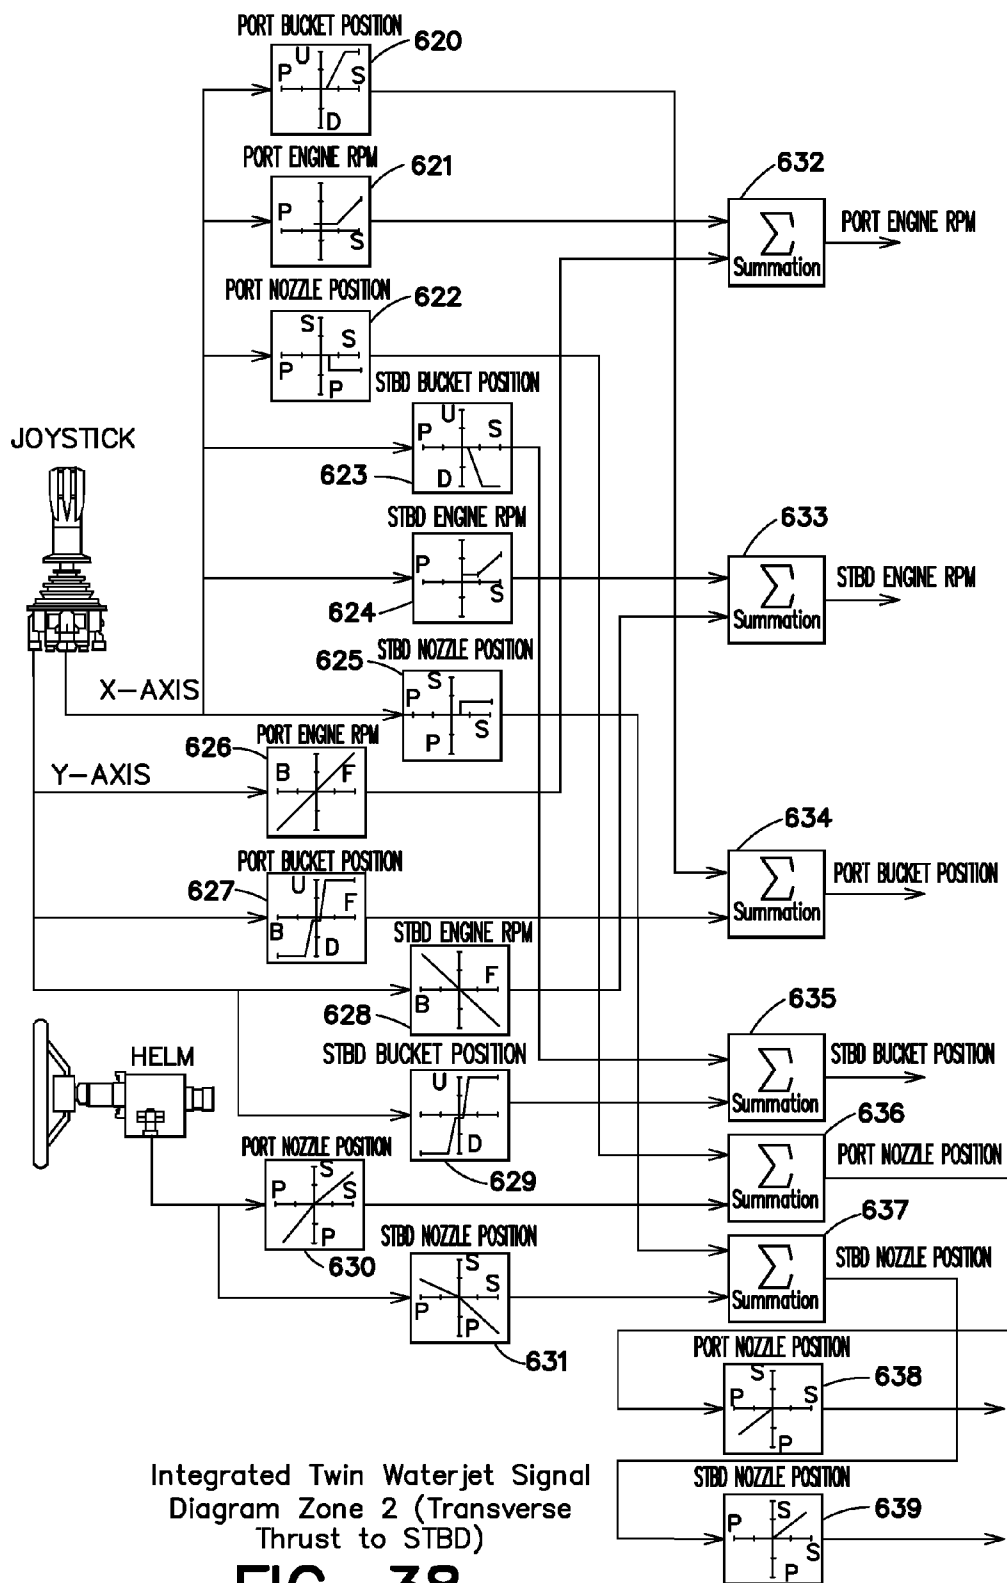 PORT BUCKET POSITION
620
U
P
S
D
PORT ENGINE RPM
621
P
S
PORT NOZZLE POSITION
622
S
S
P
P
STBD BUCKET POSITION
U
P
S
D
623
STBD ENGINE RPM
P
S
624
STBD NOZZLE POSITION
625
S
P
S
P
JOYSTICK
X-AXIS
Y-AXIS
PORT ENGINE RPM
626
B
F
PORT BUCKET POSITION
627
U
F
B
D
STBD ENGINE RPM
F
B
628
STBD BUCKET POSITION
U
D
629
HELM
PORT NOZZLE POSITION
S
P
S
P
630
STBD NOZZLE POSITION
S
S
P
P
631
632
Σ
Summation
PORT ENGINE RPM
633
Σ
Summation
STBD ENGINE RPM
634
Σ
Summation
PORT BUCKET POSITION
635
Σ
Summation
STBD BUCKET POSITION
636
Σ
Summation
PORT NOZZLE POSITION
637
Σ
Summation
STBD NOZZLE POSITION
PORT NOZZLE POSITION
638
S
P
S
P
STBD NOZZLE POSITION
639
S
P
S
P
Integrated Twin Waterjet Signal
Diagram Zone 2 (Transverse
Thrust to STBD)
FIG. 38